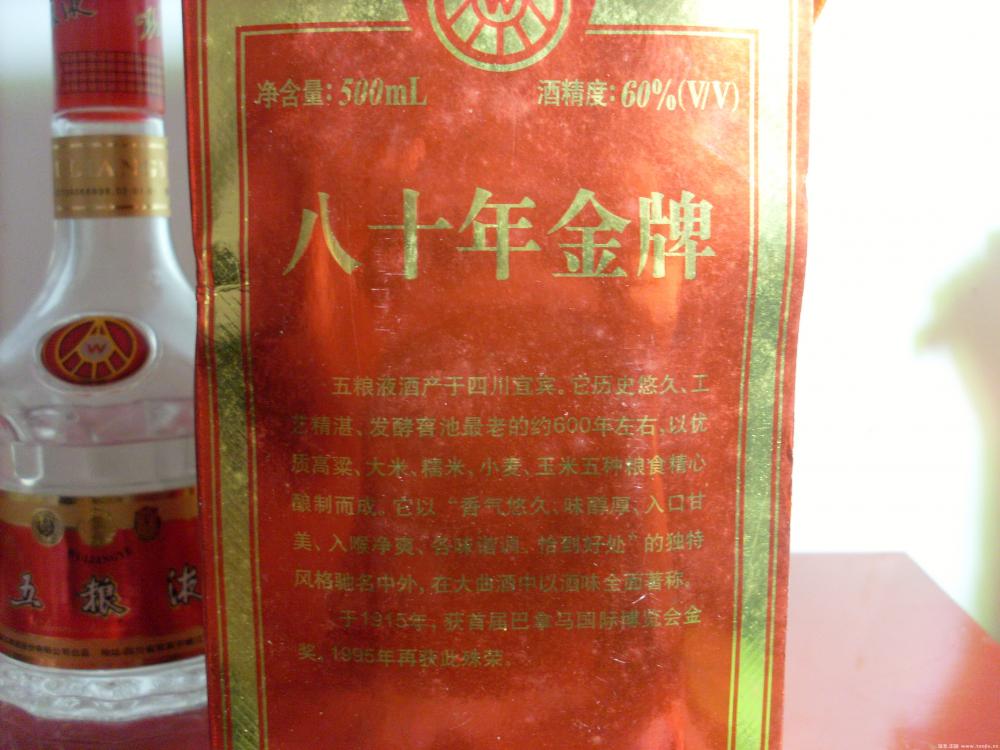 净含量:500mL 酒精度:60%(V/V)
八十年金牌
五粮液酒产于四川宜宾。它历史悠久、工
艺精湛、发酵窖池最老的约600年左右,以优
质高粱、大米、糯米、小麦、玉米五种粮食精心
酿制而成。它以“香气悠久、味醇厚、入口甘
美、入喉净爽、各味谐调、恰到好处”的独特
风格驰名中外,在大曲酒中以酒味全面著称。
于1915年,获首届巴拿马国际博览会金
奖。1995年再获此殊荣。
W
LIANGY
W
WU-LIANGYE
五粮液